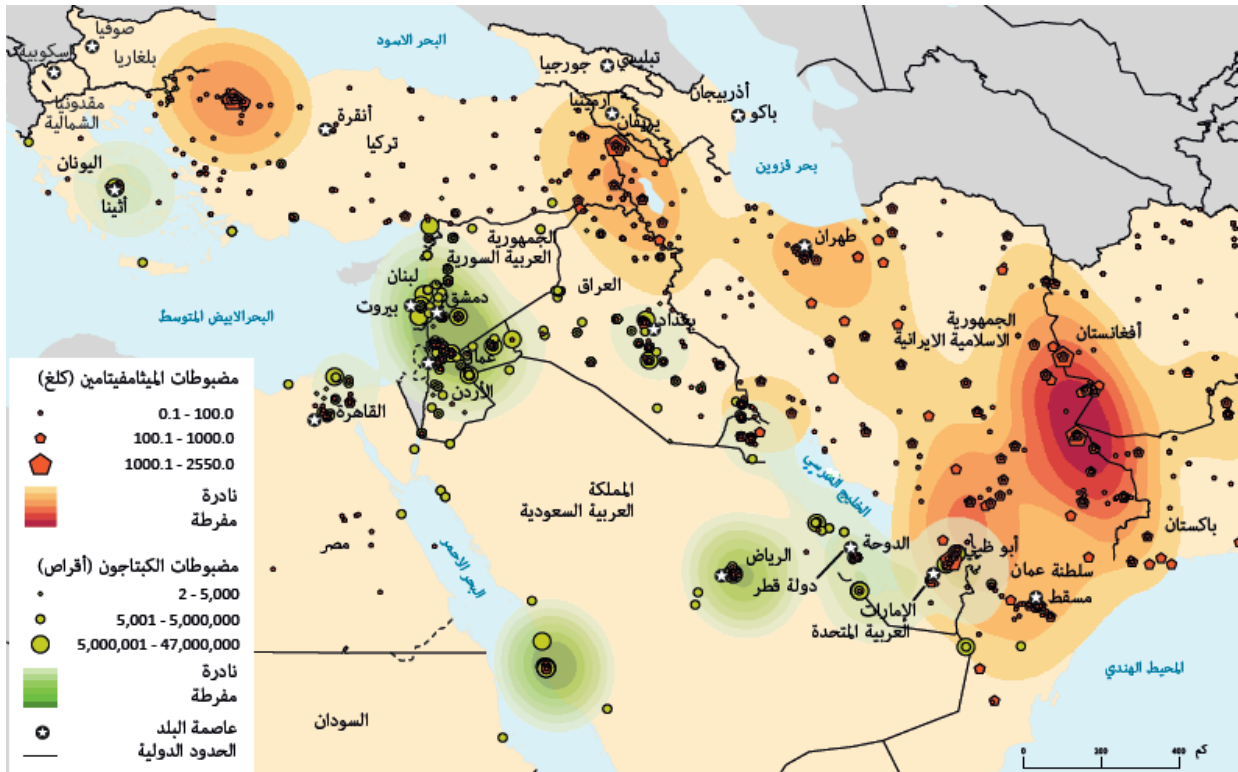 صوفيا
إسكوبية
بلغاريا
مقدونيا
الشمالية
اليونان
أثينا
البحر الاسود
أنقرة
تركيا
تبليسي
جورجيا
أرمينيا
يريفان
أذربيجان
باكو
بحر قزوين
طهران
الجمهورية
العربية السورية
لبنان
دمشق
بيروت
البحر الابيض المتوسط
العراق
بغداد
الجمهورية
الاسلامية الايرانية
أفغانستان
عمان
الأردن
القاهرة
الخليج العربي
المملكة
العربية السعودية
باكستان
مصر
البحر الاحمر
الرياض
الدوحة
دولة قطر
أبو ظبي
الإمارات
العربية المتحدة
سلطنة عمان
مسقط
المحيط الهندي
السودان
مضبوطات الميثامفيتامين (كلغ)
0.1 - 100.0
100.1 - 1000.0
1000.1 - 2550.0
نادرة
مفرطة
مضبوطات الكبتاجون (أقراص)
2 - 5,000
5,001 - 5,000,000
5,000,001 - 47,000,000
نادرة
مفرطة
عاصمة البلد
الحدود الدولية
0 200 400 كم